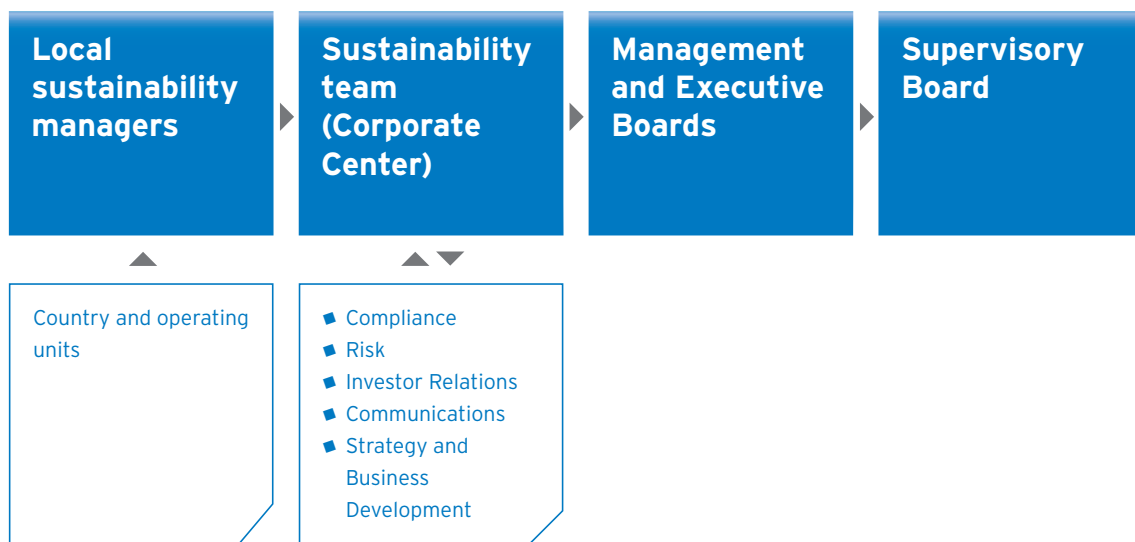 Local
sustainability
managers
Sustainability
team
(Corporate
Center)
Management
and Executive
Boards
Supervisory
Board
Country and operating
units
Compliance
Risk
Investor Relations
Communications
Strategy and
Business
Development